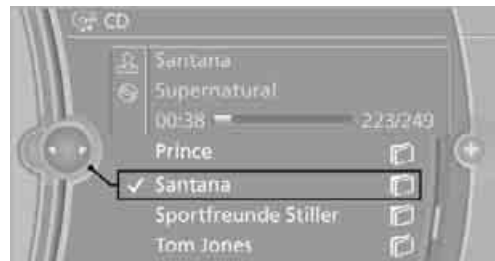 CD
Santana
Supernatural
00:38 223/249
Prince
Santana
Sportfreunde Stiller
Tom Jones